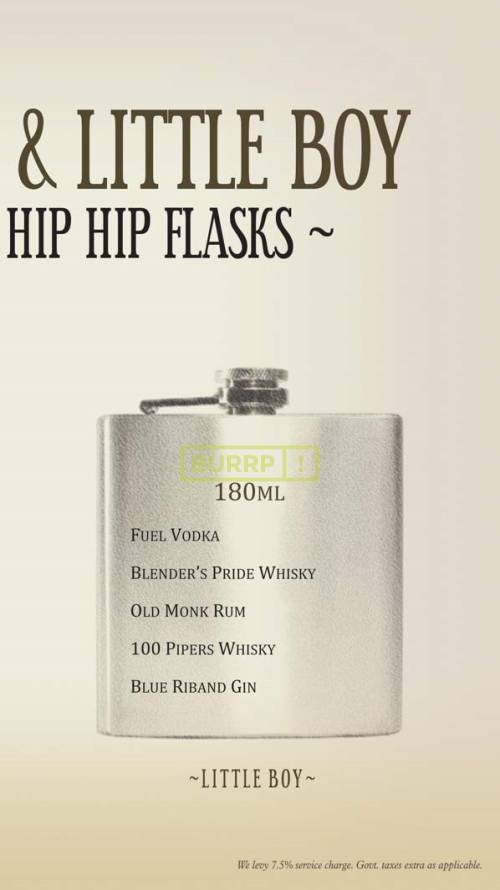 & LITTLE BOY
HIP HIP FLASKS ~
BURRP!
180ML
FUEL VODKA
BLENDER'S PRIDE WHISKY
OLD MONK RUM
100 PIPERS WHISKY
BLUE RIBAND GIN
~LITTLE BOY~
We levy 7.5% service charge. Govt. taxes extra as applicable.